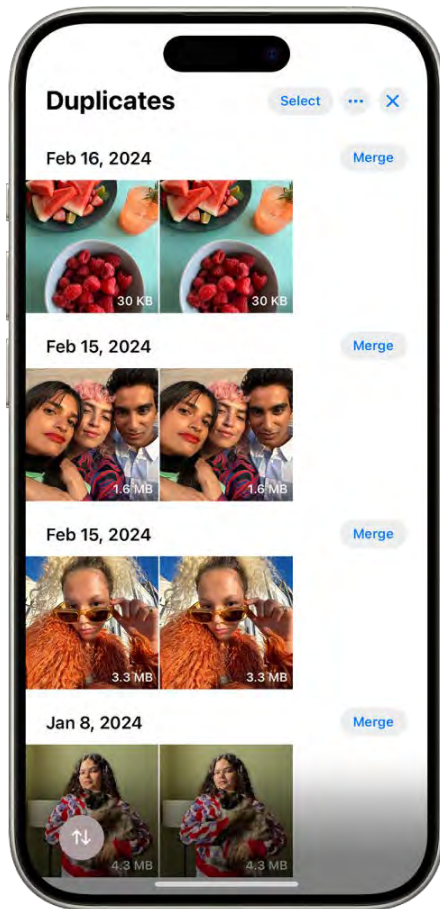 Duplicates Select
Feb 16, 2024 Merge
30 KB 30 KB
Feb 15, 2024 Merge
1.6 MB 1.6 MB
Feb 15, 2024 Merge
3.3 MB 3.3 MB
Jan 8, 2024 Merge
4.3 MB 4.3 MB